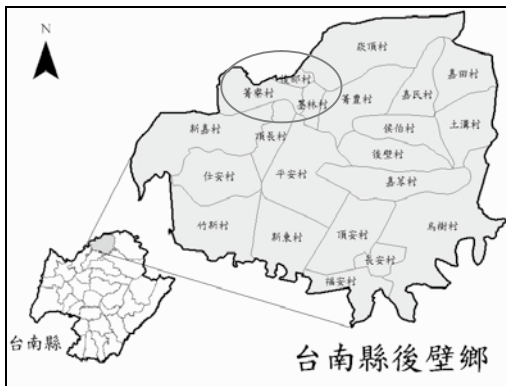 N
崁頂村
嘉田村
後廍村
菁寮村
墨林村
菁豊村
嘉民村
土溝村
新嘉村
頂長村
侯伯村
後壁村
仕安村
平安村
嘉苳村
竹新村
新東村
頂安村
烏樹村
長安村
福安村
台南縣
台南縣後壁鄉